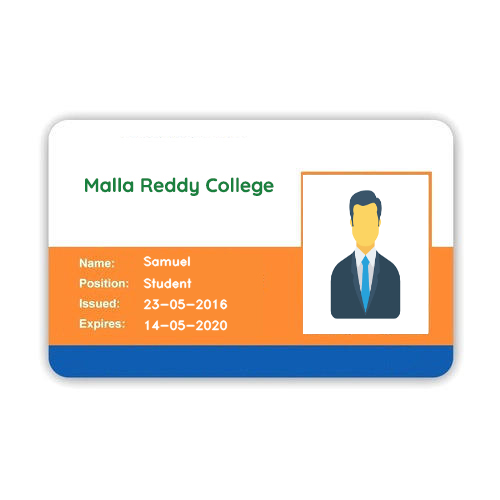 Malla Reddy College
Name: Samuel
Position: Student
Issued: 23-05-2016
Expires: 14-05-2020